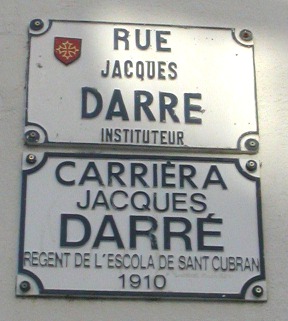 RUE
JACQUES
DARRE
INSTITUTEUR
CARRIÈRA
JACQUES
DARRÉ
REGENT DE L'ESCOLA DE SANT CUBRAN
1910